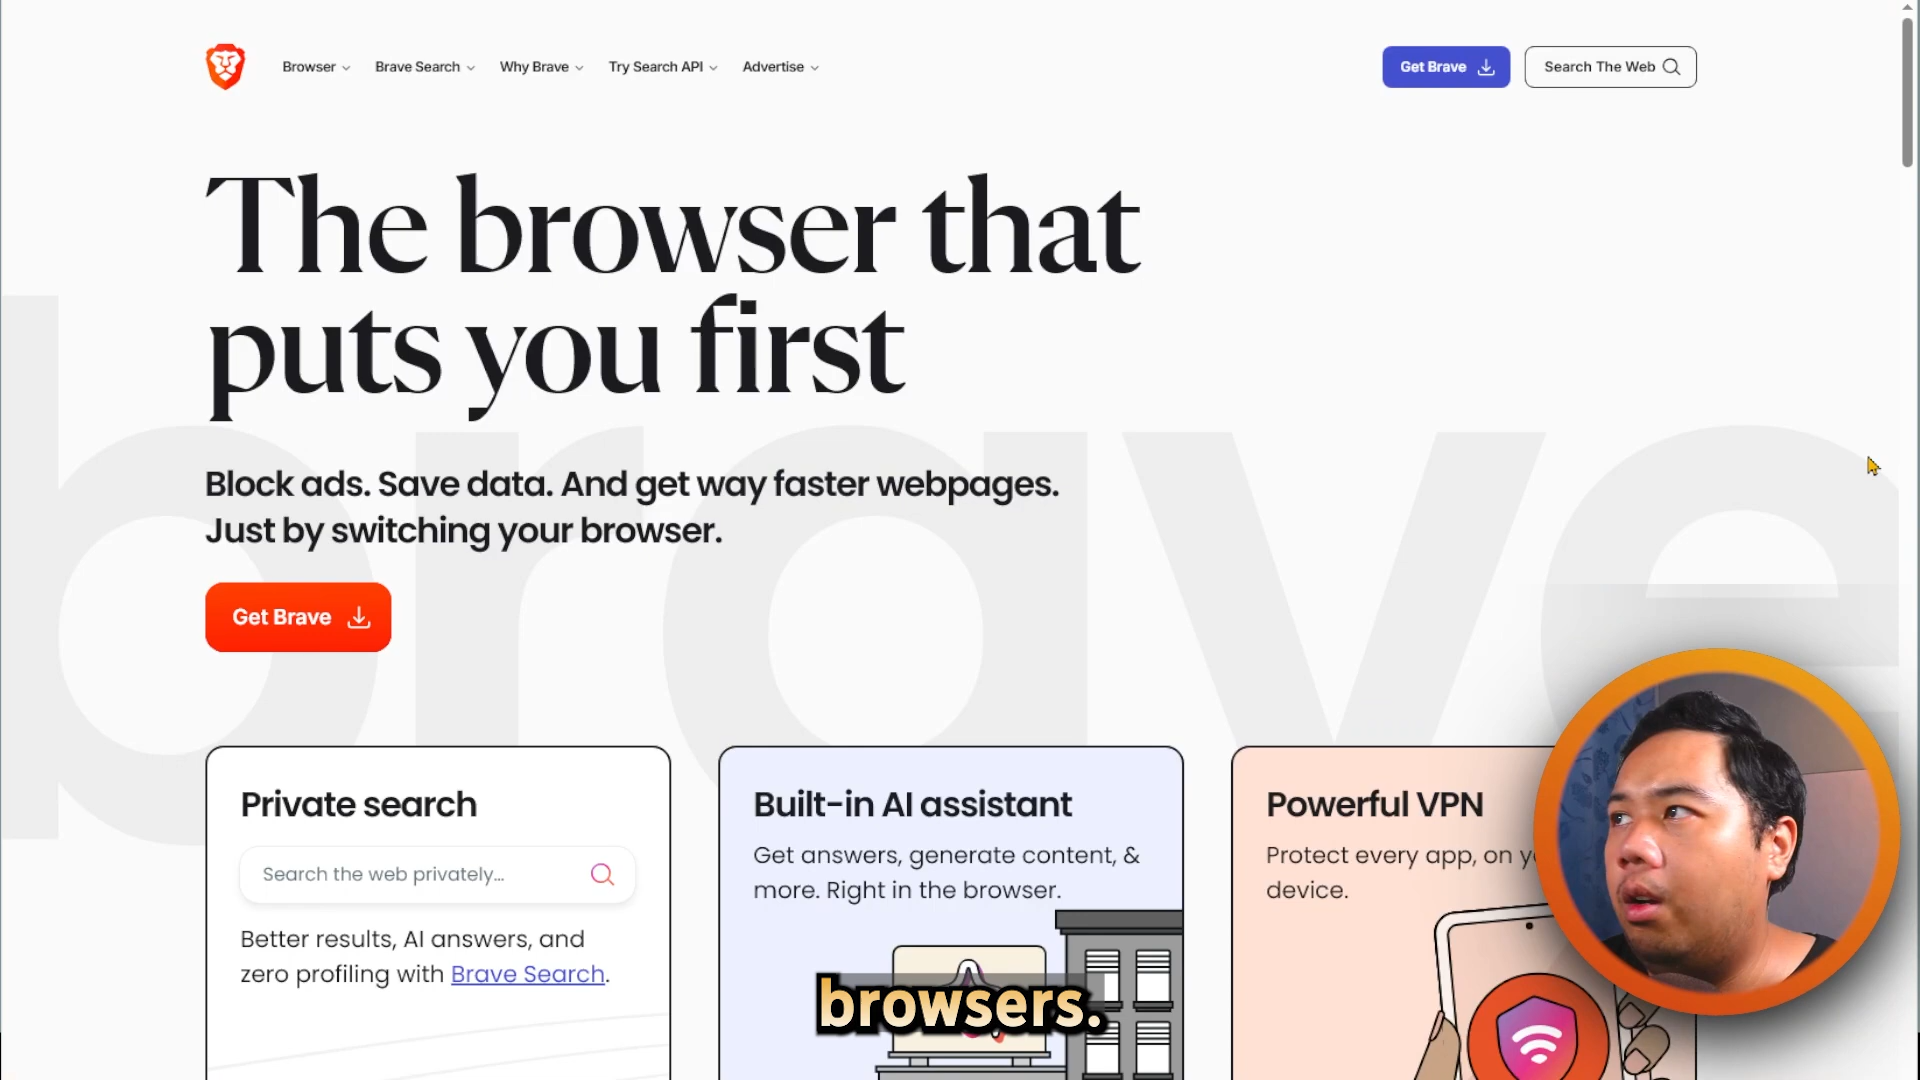 Browser
Brave Search
Why Brave
Try Search API
Advertise
Get Brave
Search The Web
The browser that
puts you first
Block ads. Save data. And get way faster webpages.
Just by switching your browser.
Get Brave
Private search
Search the web privately...
Better results, AI answers, and
zero profiling with Brave Search.
Built-in AI assistant
Get answers, generate content, &
more. Right in the browser.
Powerful VPN
Protect every app, on
device.
brave
browsers.